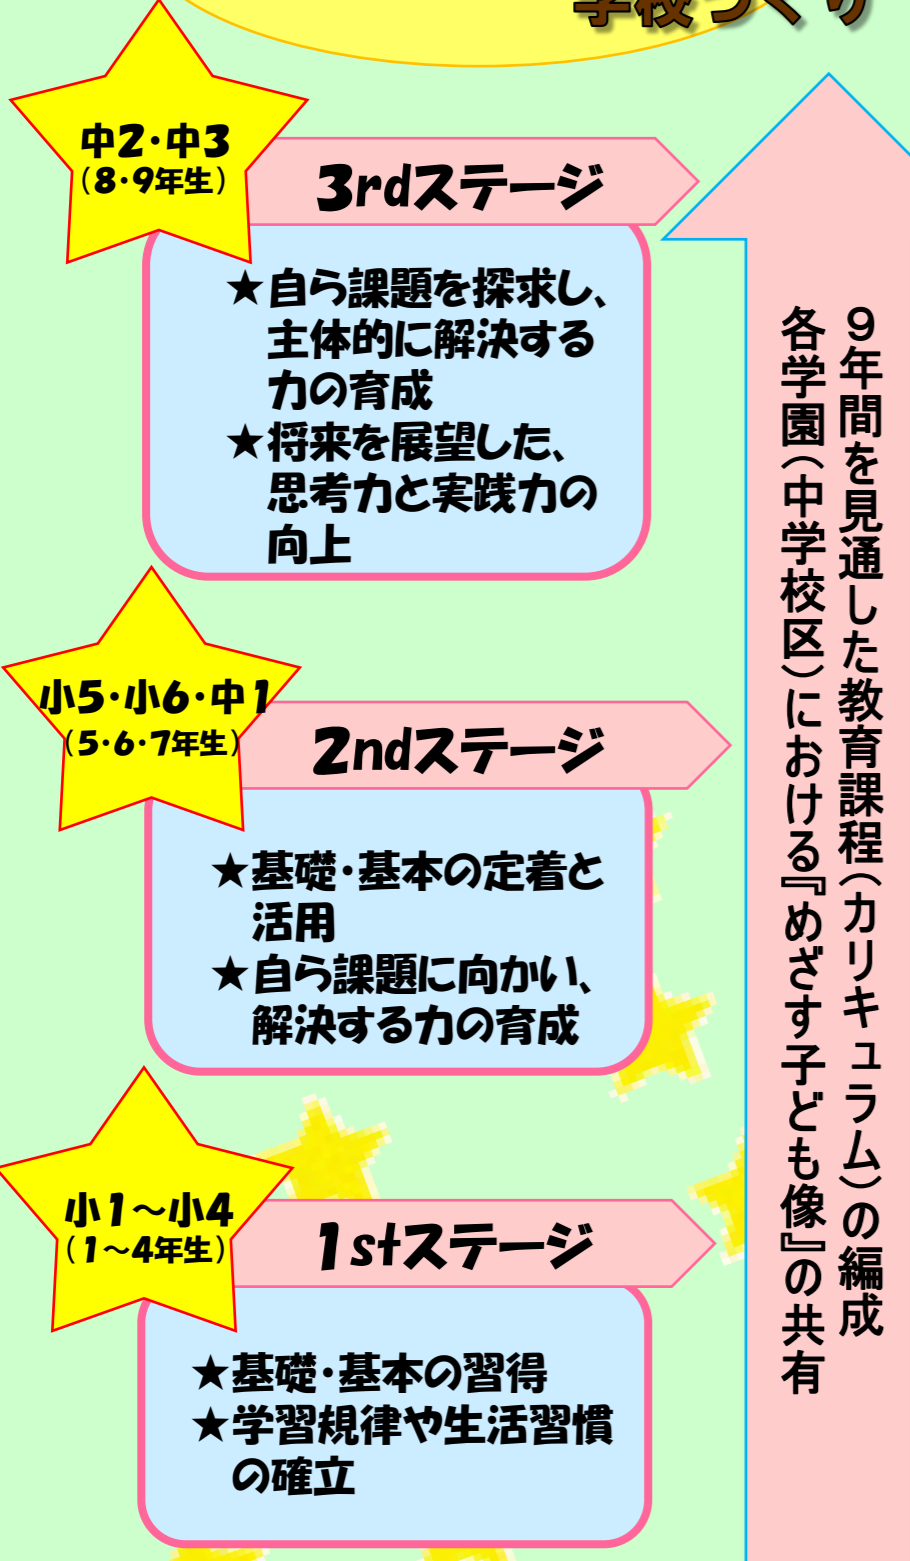 学校づくり
中2・中3
(8・9年生)
3rdステージ
★自ら課題を探求し、
主体的に解決する
力の育成
★将来を展望した、
思考力と実践力の
向上
小5・小6・中1
(5・6・7年生)
2ndステージ
★基礎・基本の定着と
活用
★自ら課題に向かい、
解決する力の育成
小1～小4
(1～4年生)
1stステージ
★基礎・基本の習得
★学習規律や生活習慣
の確立
９年間を見通した教育課程(カリキュラム)の編成
各学園(中学校区)における『めざす子ども像』の共有